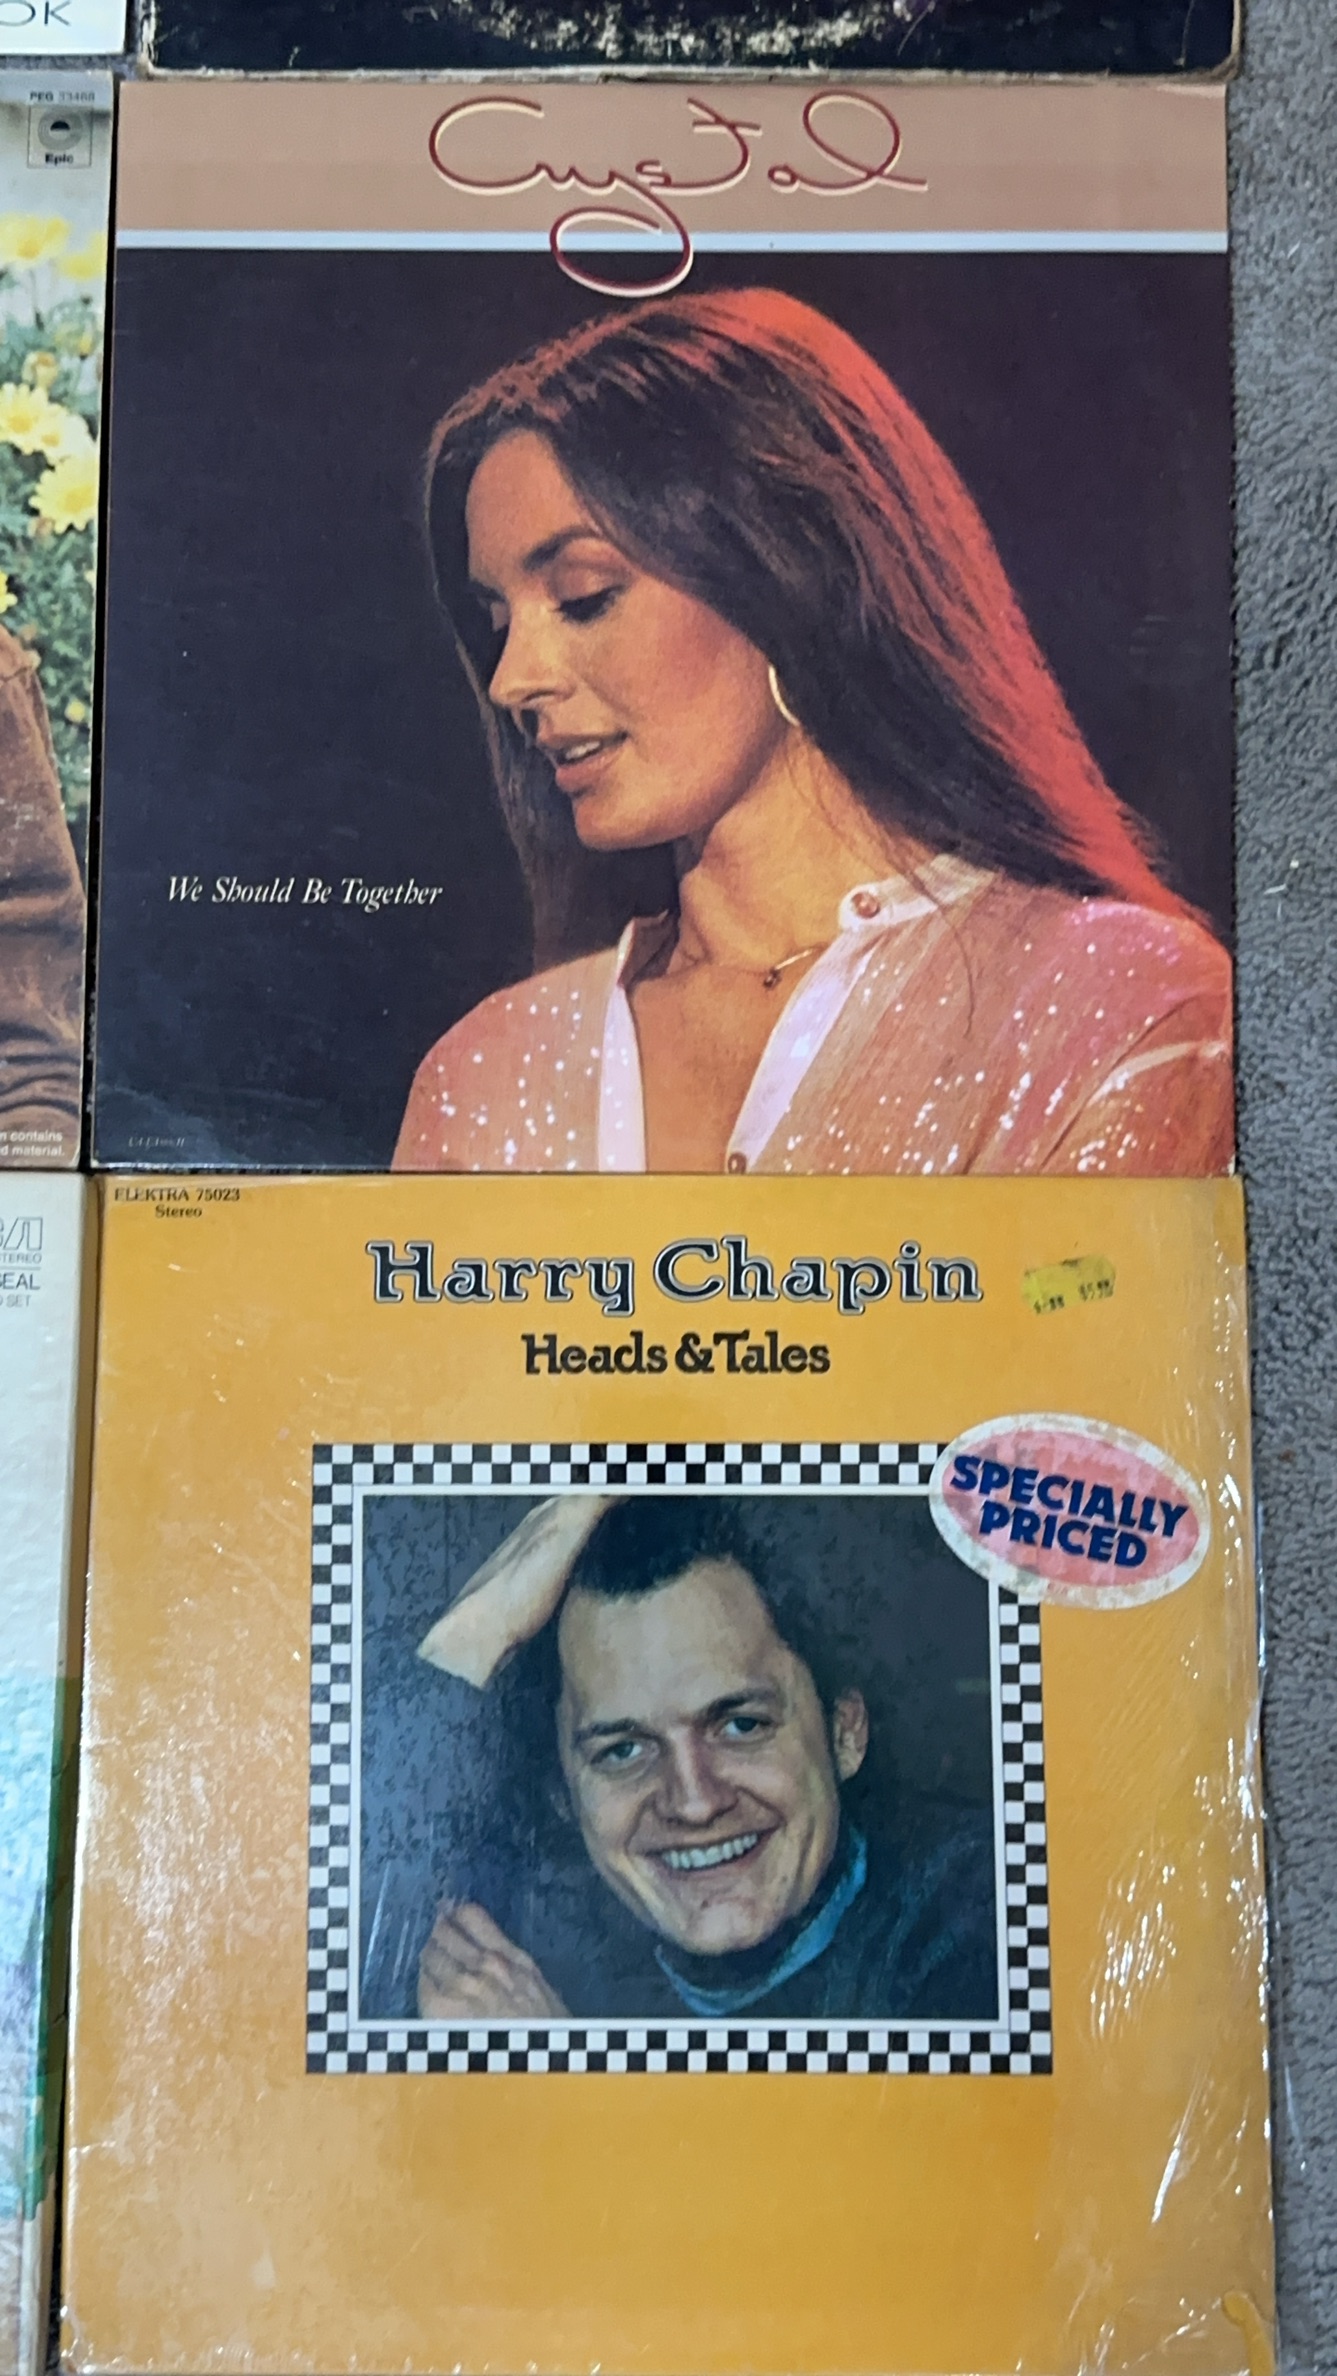 OK
PEG 33468
Epic
Crystal
We Should Be Together
n contains
d material.
STEREO
SEAL
SET
ELEKTRA 75023
Stereo
Harry Chapin
Heads & Tales
SPECIALLY
PRICED